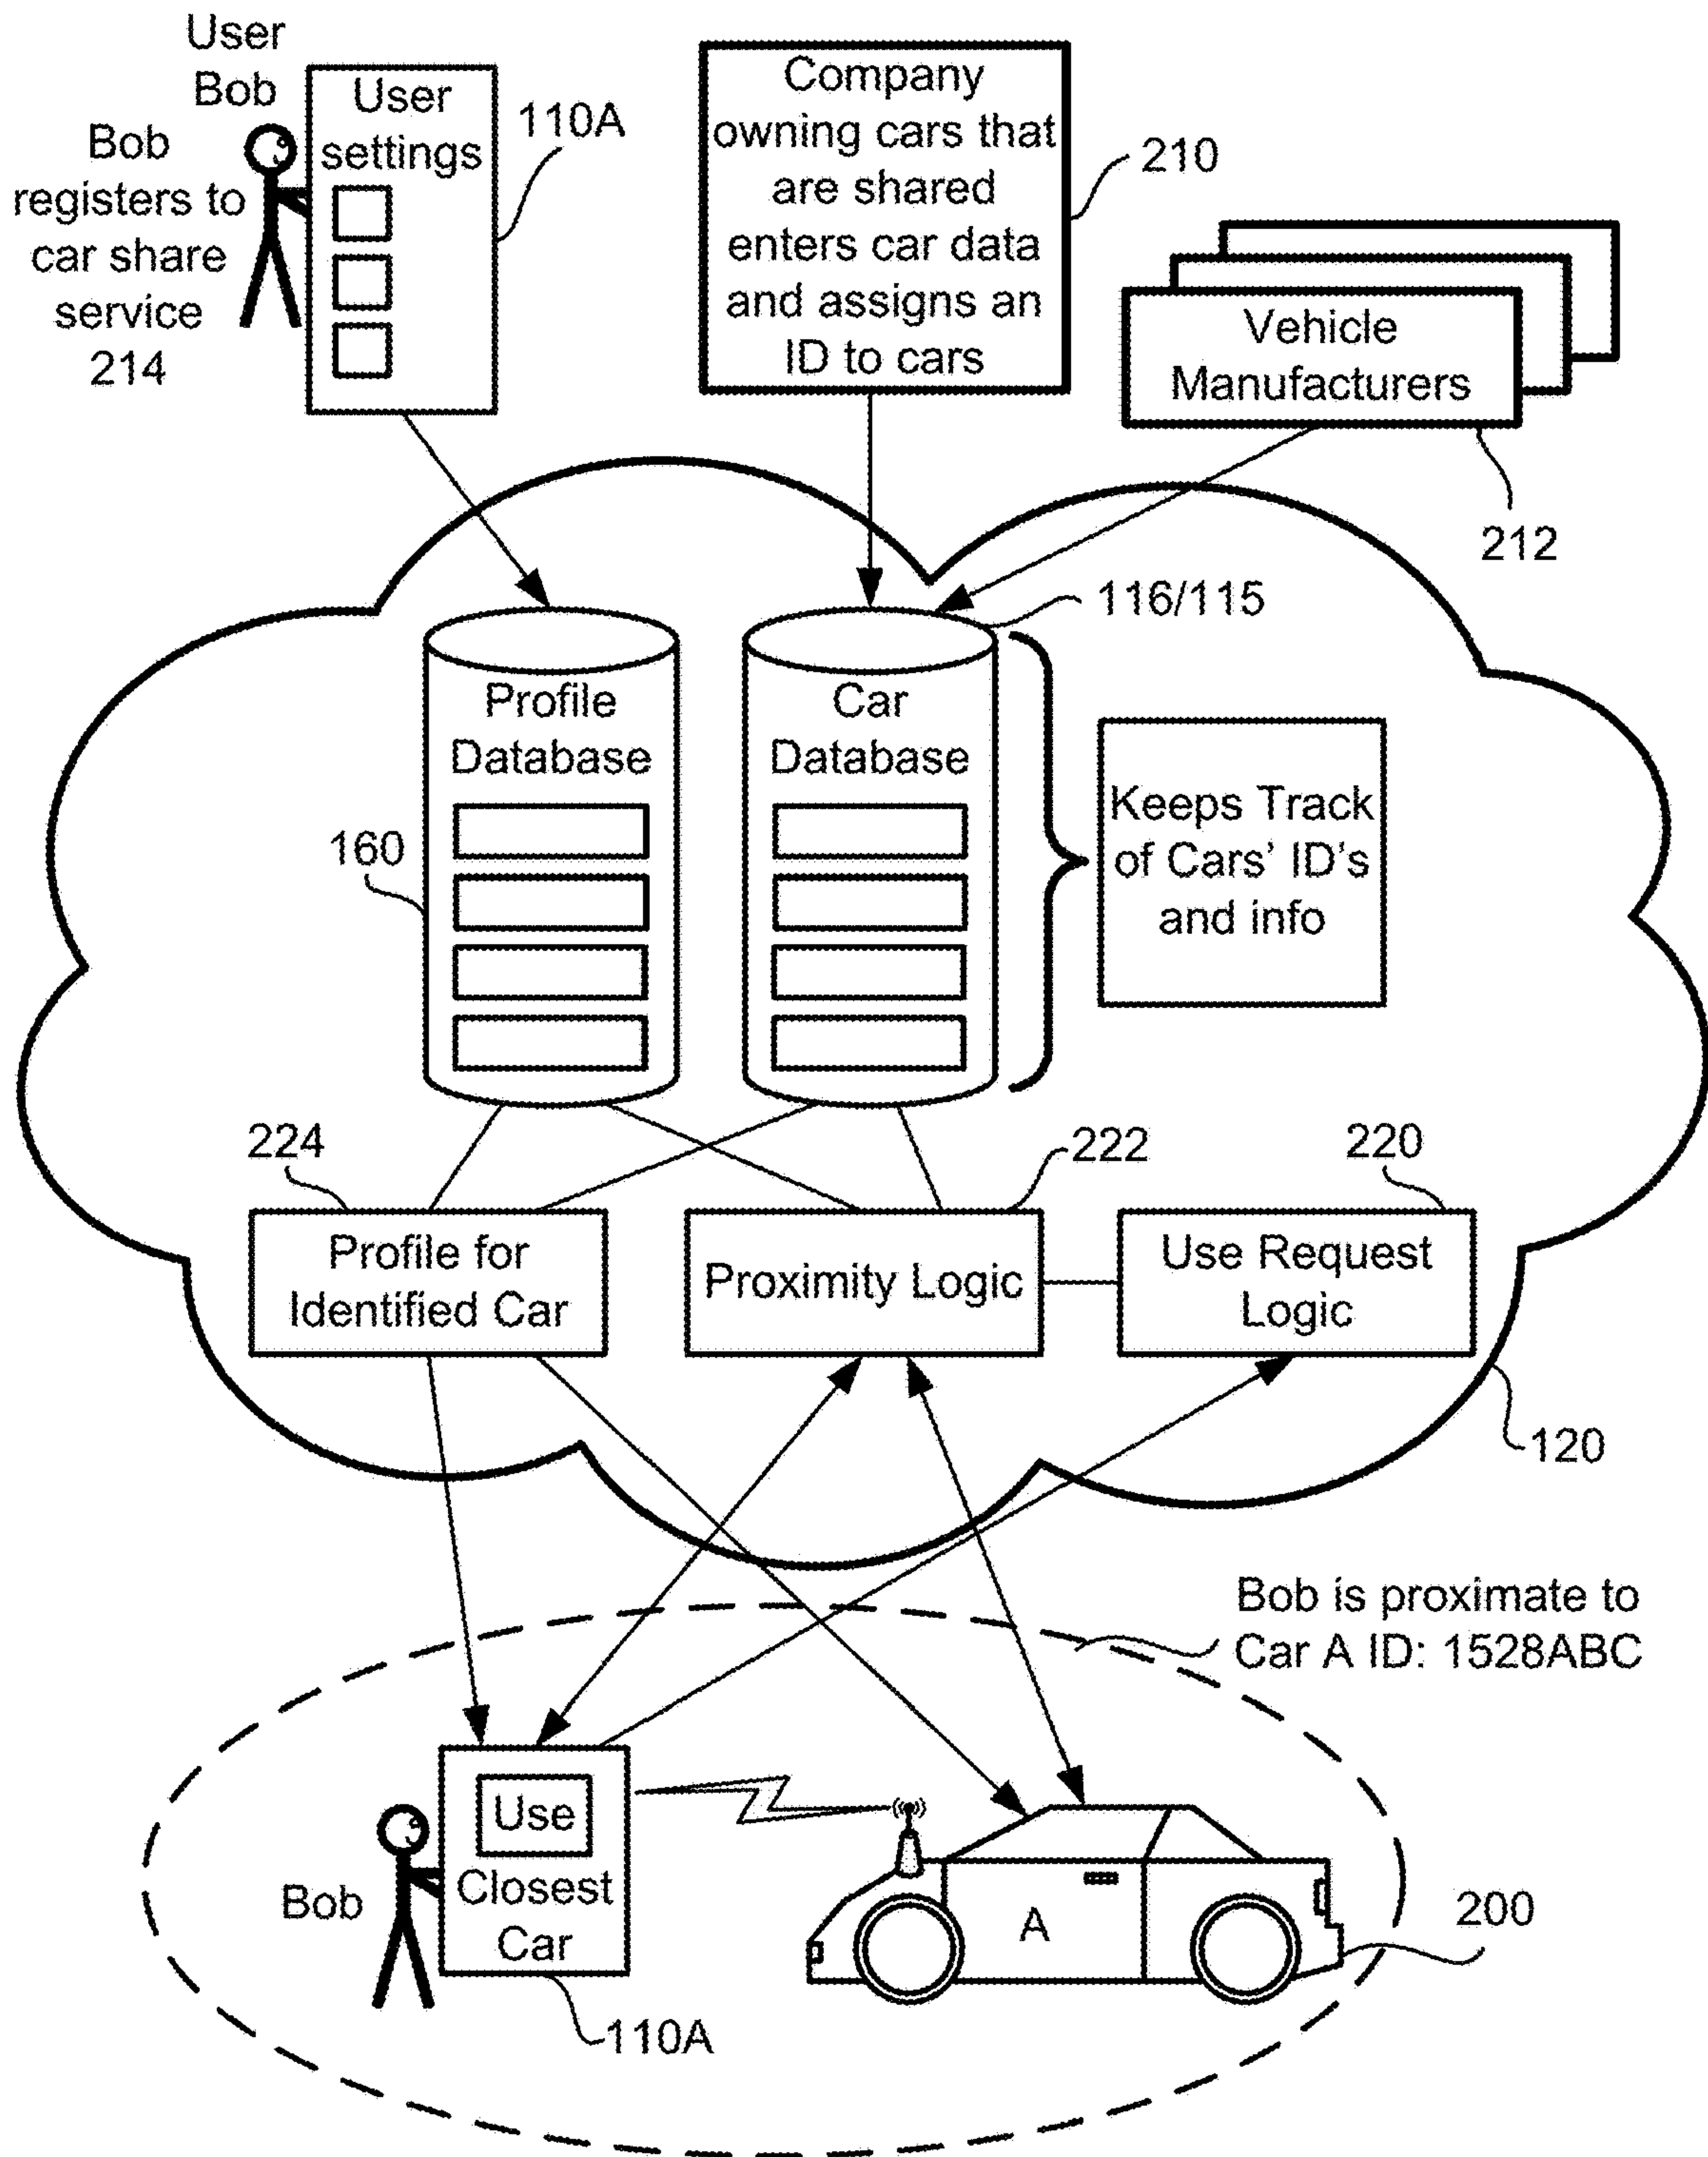 User
Bob
Bob
registers to
car share
service
214
User
settings
110A
Company
owning cars that
are shared
enters car data
and assigns an
ID to cars
210
Vehicle
Manufacturers
212
116/115
Profile
Database
Car
Database
Keeps Track
of Cars' ID's
and info
160
224
222
220
Profile for
Identified Car
Proximity Logic
Use Request
Logic
120
Bob is proximate to
Car A ID: 1528ABC
Use
Closest
Car
Bob
A
200
110A